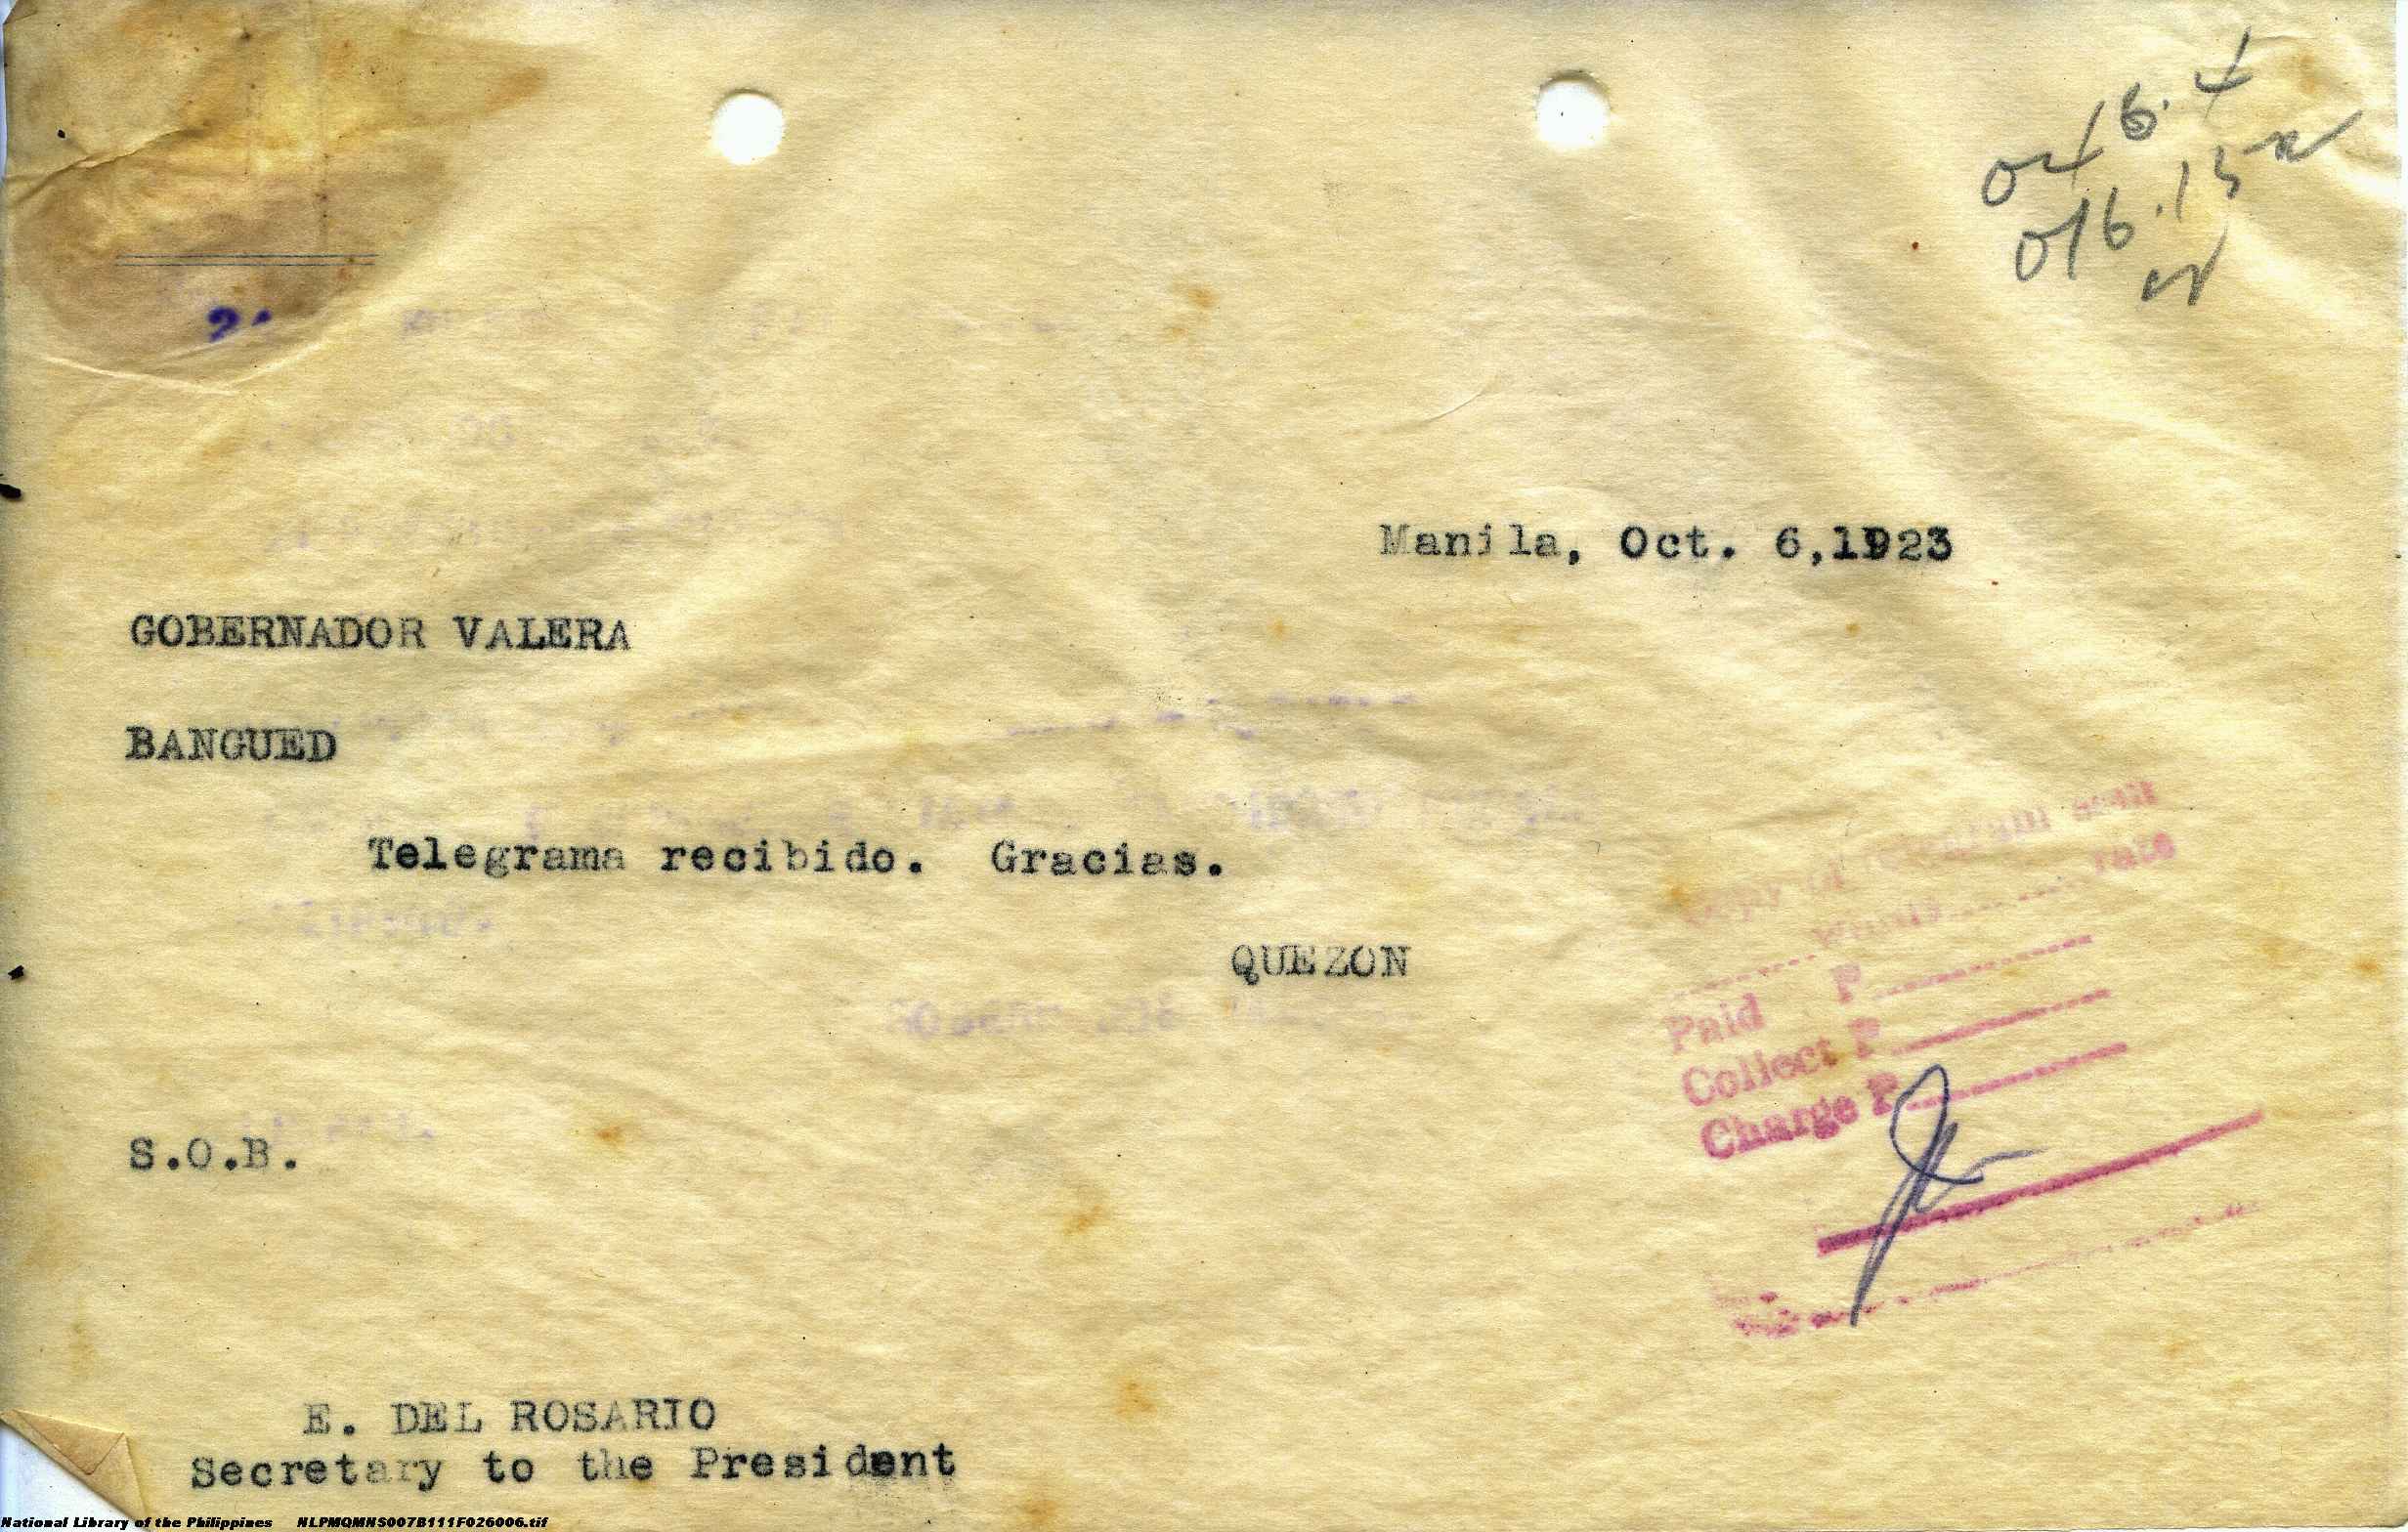 Manila, Oct. 6,1923
GOBERNADOR VALERA
BANGUED
Telegrama recibido. Gracias.
QUEZON
rate
Paid P
Collect P
Charge P
S.O.B.
E. DEL ROSARIO
Secretary to the President
National Library of the Philippines NLPMQMNS007B111F026006.tif